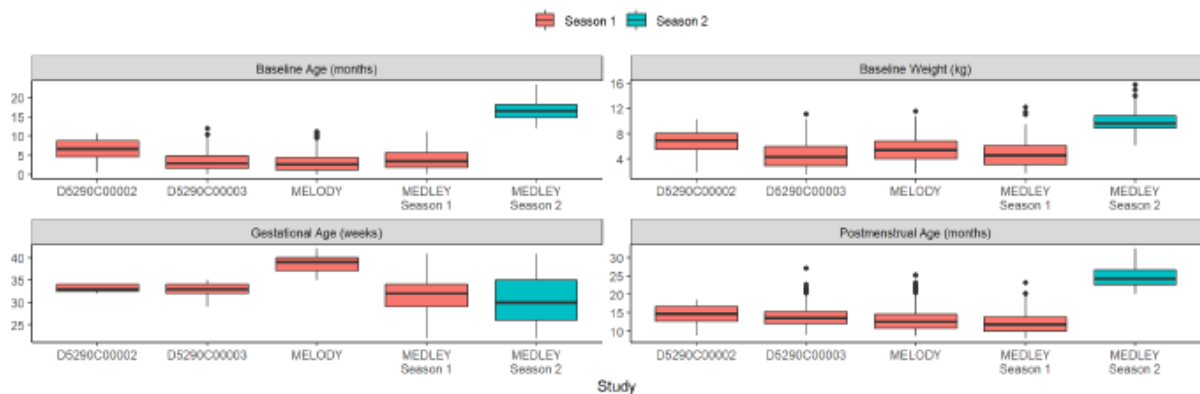 Season 1 Season 2
Baseline Age (months)
20
15
10
5
0
D5290C00002 D5290C00003 MELODY MEDLEY Season 1 MEDLEY Season 2
Baseline Weight (kg)
16
12
8
4
D5290C00002 D5290C00003 MELODY MEDLEY Season 1 MEDLEY Season 2
Gestational Age (weeks)
40
35
30
25
D5290C00002 D5290C00003 MELODY MEDLEY Season 1 MEDLEY Season 2
Postmenstrual Age (months)
30
25
20
15
10
D5290C00002 D5290C00003 MELODY MEDLEY Season 1 MEDLEY Season 2
Study